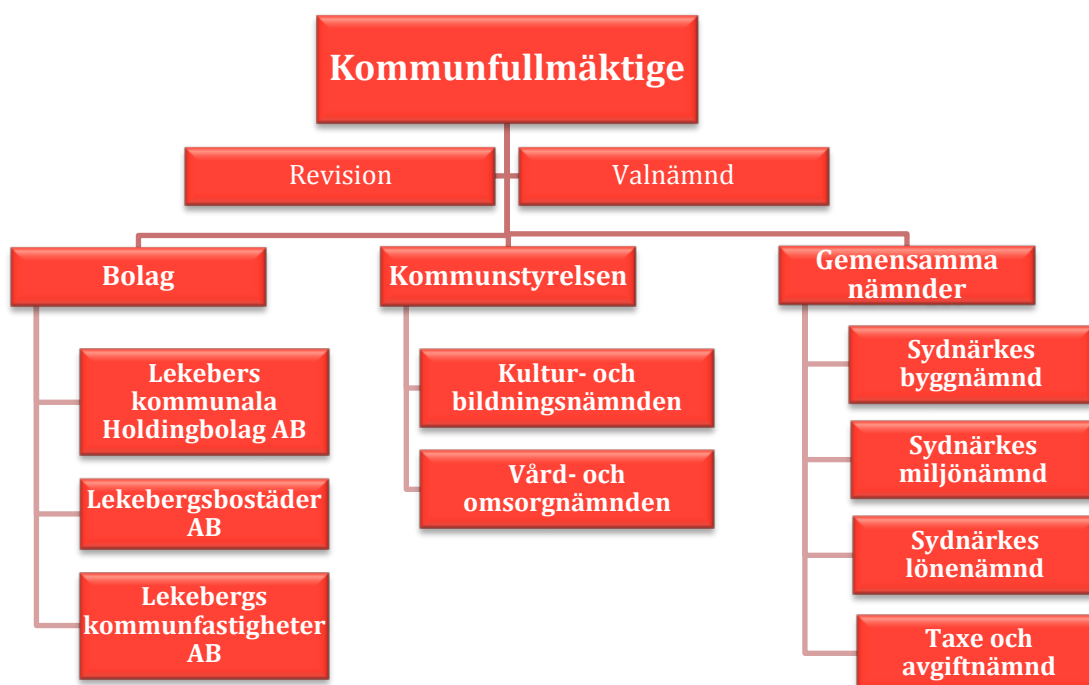 Kommunfullmäktige
Revision
Valnämnd
Bolag
Kommunstyrelsen
Gemensamma
nämnder
Lekebers
kommunala
Holdingbolag AB
Lekebergsbostäder
AB
Lekebergs
kommunfastigheter
AB
Kultur- och
bildningsnämnden
Vård- och
omsorgnämnden
Sydnärkes
byggnämnd
Sydnärkes
miljönämnd
Sydnärkes
lönenämnd
Taxe och
avgiftnämnd